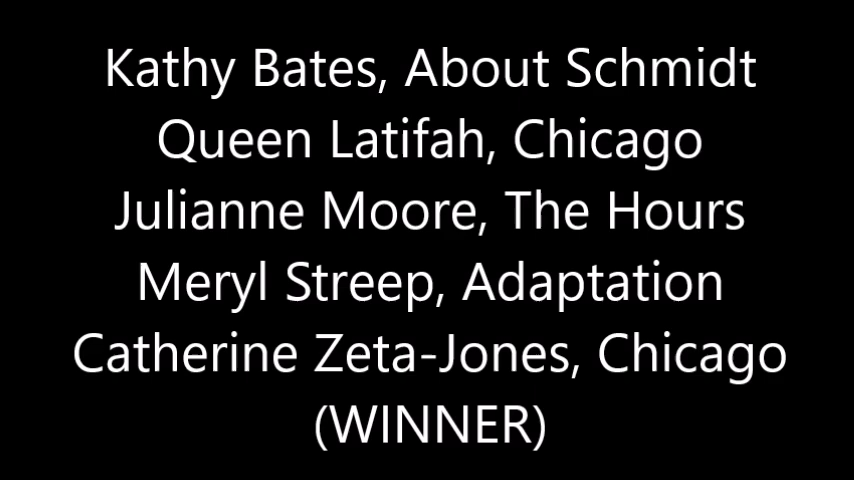 Kathy Bates, About Schmidt
Queen Latifah, Chicago
Julianne Moore, The Hours
Meryl Streep, Adaptation
Catherine Zeta-Jones, Chicago
(WINNER)